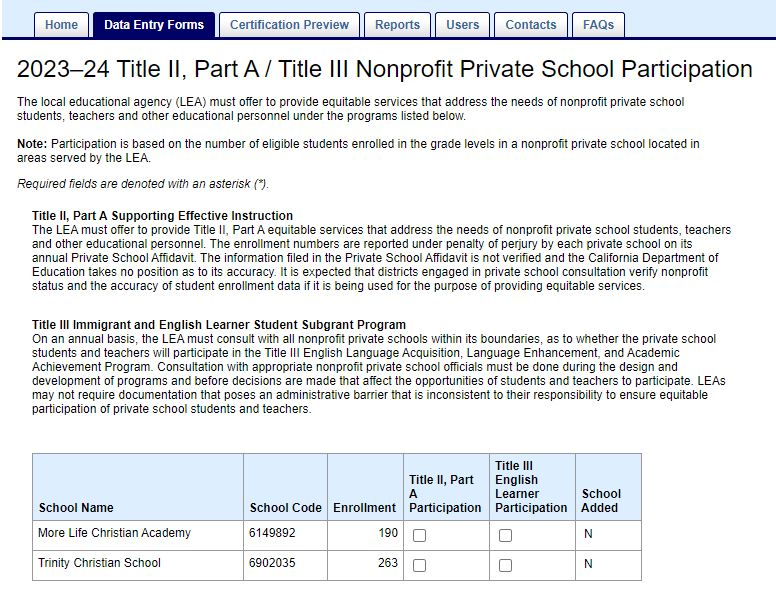 Home Data Entry Forms Certification Preview Reports Users Contacts FAQs
2023–24 Title II, Part A / Title III Nonprofit Private School Participation
The local educational agency (LEA) must offer to provide equitable services that address the needs of nonprofit private school
students, teachers and other educational personnel under the programs listed below.
Note: Participation is based on the number of eligible students enrolled in the grade levels in a nonprofit private school located in
areas served by the LEA.
Required fields are denoted with an asterisk (*).
Title II, Part A Supporting Effective Instruction
The LEA must offer to provide Title II, Part A equitable services that address the needs of nonprofit private school students, teachers
and other educational personnel. The enrollment numbers are reported under penalty of perjury by each private school on its
annual Private School Affidavit. The information filed in the Private School Affidavit is not verified and the California Department of
Education takes no position as to its accuracy. It is expected that districts engaged in private school consultation verify nonprofit
status and the accuracy of student enrollment data if it is being used for the purpose of providing equitable services.
Title III Immigrant and English Learner Student Subgrant Program
On an annual basis, the LEA must consult with all nonprofit private schools within its boundaries, as to whether the private school
students and teachers will participate in the Title III English Language Acquisition, Language Enhancement, and Academic
Achievement Program. Consultation with appropriate nonprofit private school officials must be done during the design and
development of programs and before decisions are made that affect the opportunities of students and teachers to participate. LEAs
may not require documentation that poses an administrative barrier that is inconsistent to their responsibility to ensure equitable
participation of private school students and teachers.
School Name
School Code
Enrollment
Title II, Part
A
Participation
Title III
English
Learner
Participation
School
Added
More Life Christian Academy 6149892 190 N
Trinity Christian School 6902035 263 N